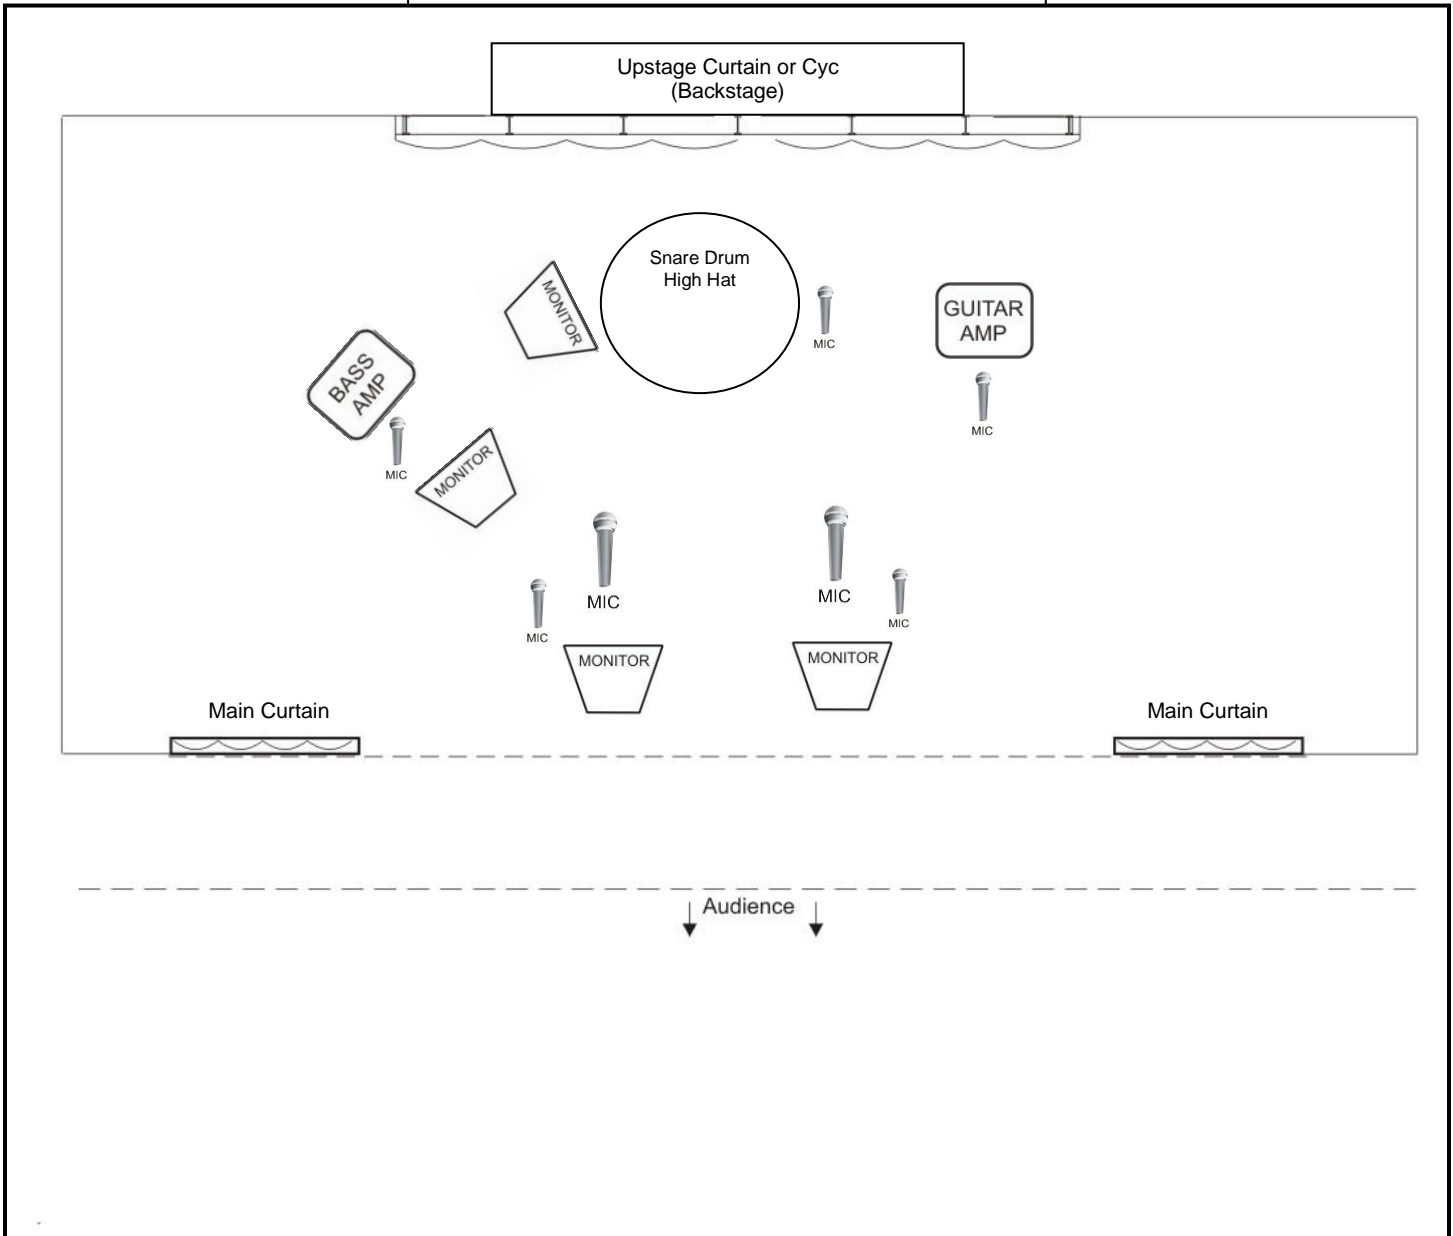 Upstage Curtain or Cyc
(Backstage)
Snare Drum
High Hat
MONITOR
GUITAR
AMP
MIC
BASS
AMP
MIC
MIC
MONITOR
MIC
MIC
MIC
MIC
MONITOR
MONITOR
Main Curtain
Main Curtain
Audience